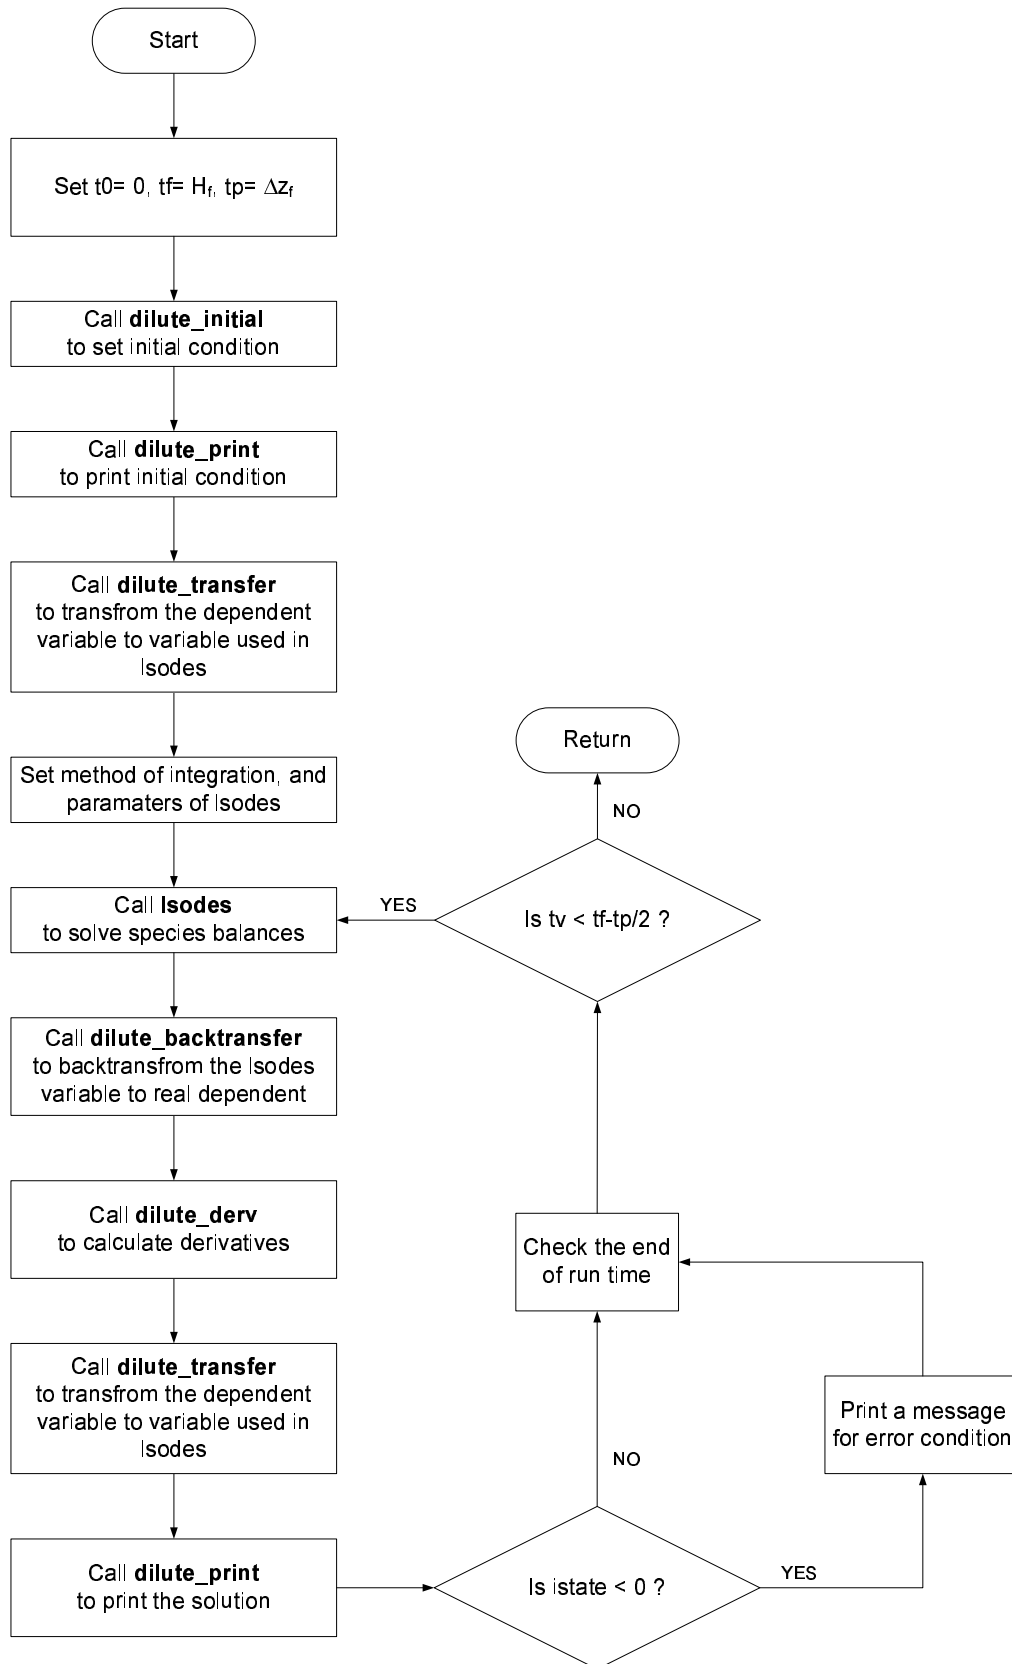 Start
Set t0= 0, tf= Hf, tp= Δzf
Call dilute_initial
to set initial condition
Call dilute_print
to print initial condition
Call dilute_transfer
to transfrom the dependent
variable to variable used in
lsodes
Set method of integration, and
paramaters of lsodes
Call lsodes
to solve species balances
Call dilute_backtransfer
to backtransfrom the lsodes
variable to real dependent
Call dilute_derv
to calculate derivatives
Call dilute_transfer
to transfrom the dependent
variable to variable used in
lsodes
Call dilute_print
to print the solution
Is istate < 0 ?
YES
NO
Print a message
for error condition
Check the end
of run time
Is tv < tf-tp/2 ?
YES
NO
Return